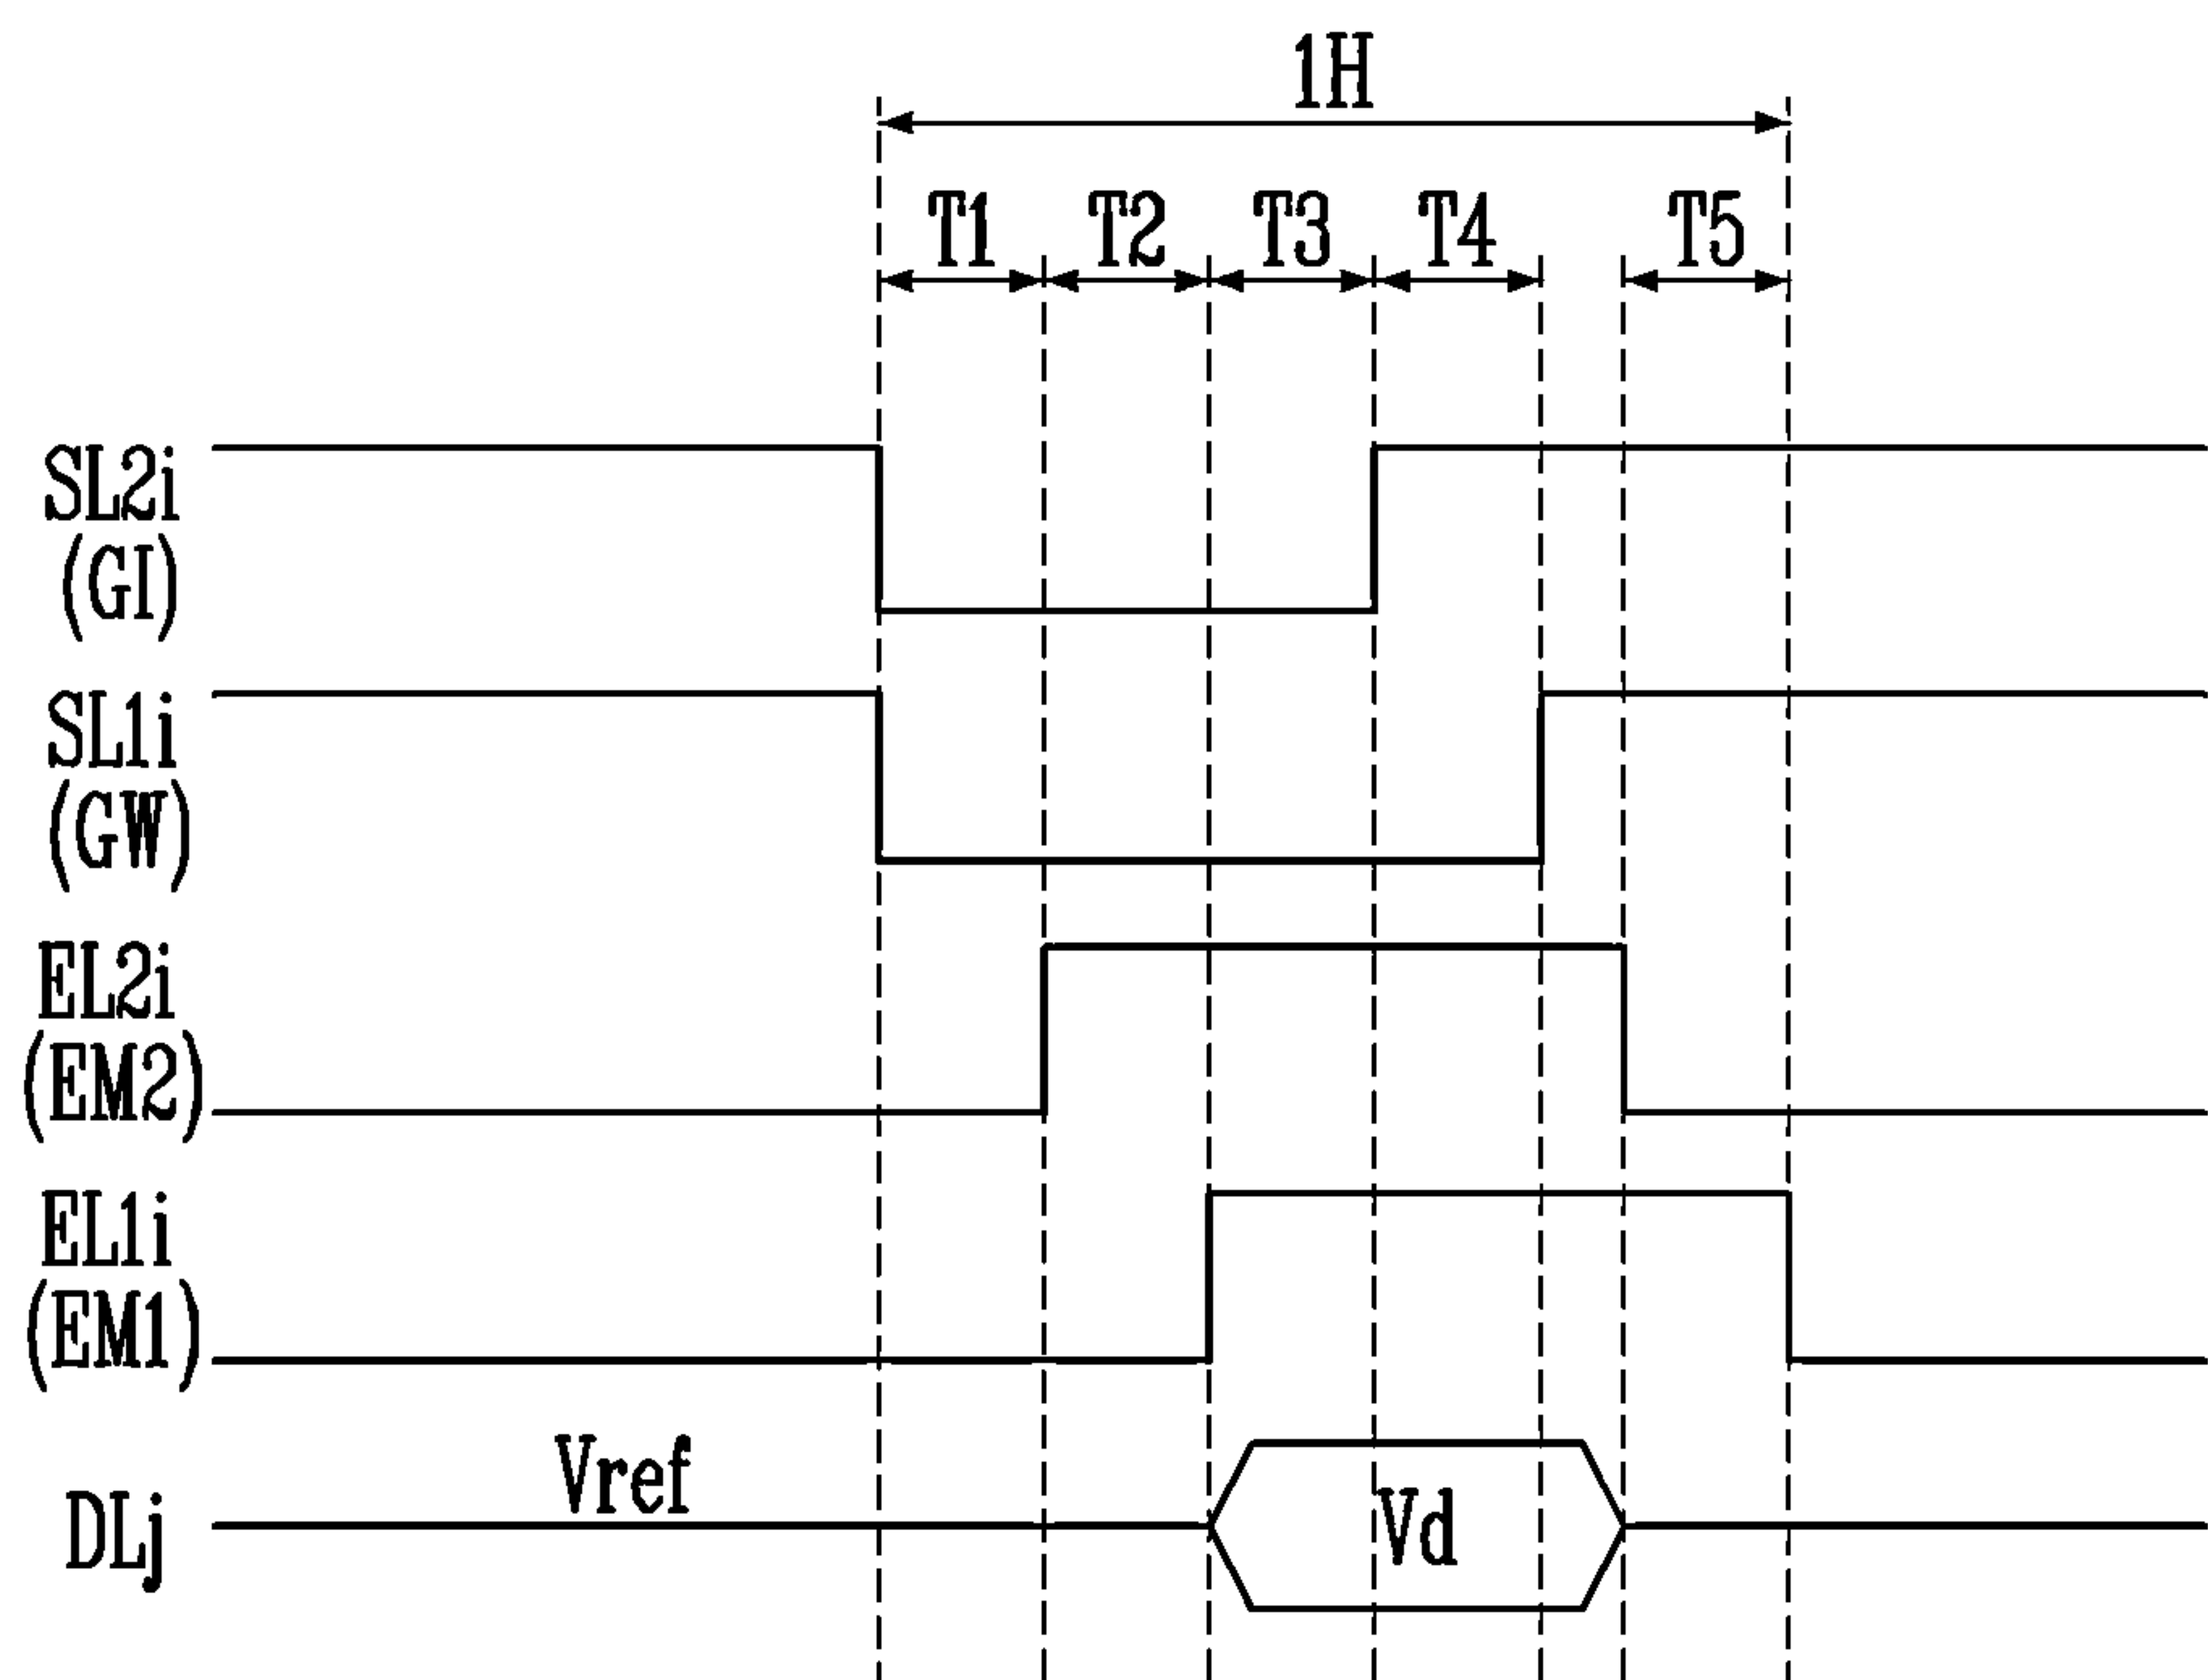 1H
T1 T2 T3 T4 T5
SL2i
(GI)
SL1i
(GW)
EL2i
(EM2)
EL1i
(EM1)
Vref
DLj
Vd